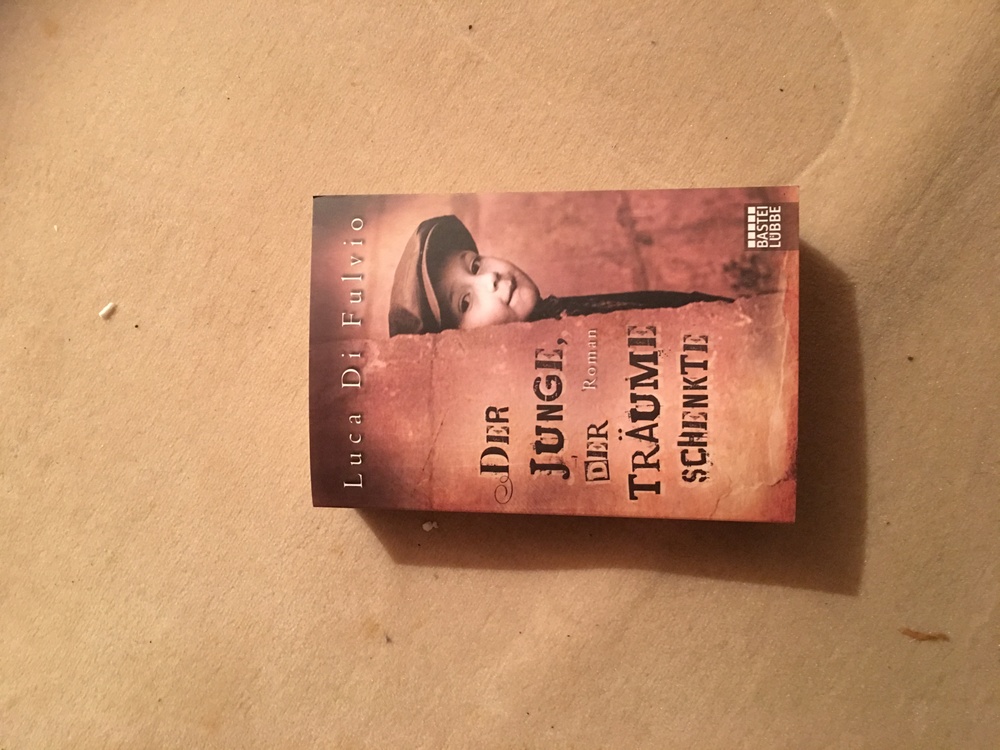 Luca Di Fulvio
DER
JUNGE,
Roman
DER
TRÄUME
SCHENKTE
BASTEI
LÜBBE